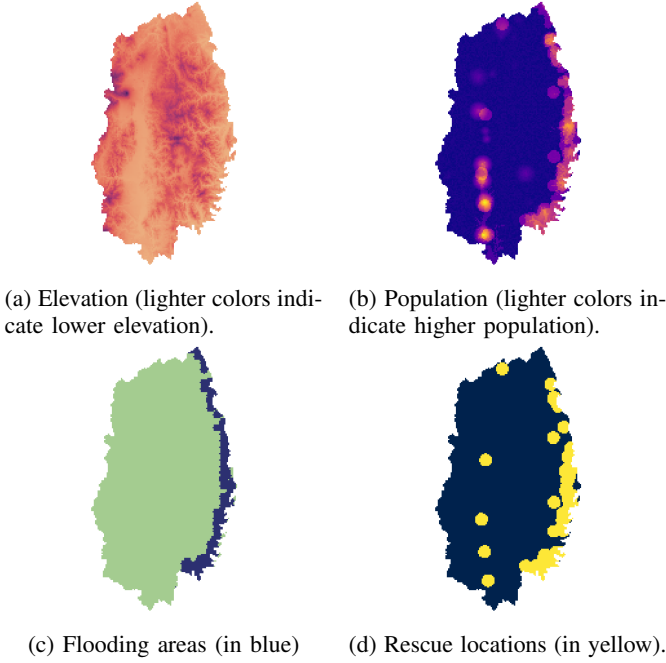 (a) Elevation (lighter colors indi-
cate lower elevation).
(b) Population (lighter colors in-
dicate higher population).
(c) Flooding areas (in blue)
(d) Rescue locations (in yellow).